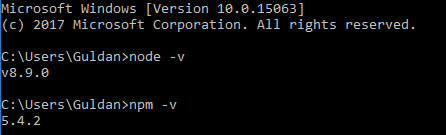 Microsoft Windows [Version 10.0.15063]
(c) 2017 Microsoft Corporation. All rights reserved.
C:\Users\Guldan>node -v
v8.9.0
C:\Users\Guldan>npm -v
5.4.2